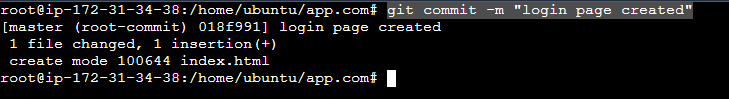 root@ip-172-31-34-38:/home/ubuntu/app.com# git commit -m "login page created"
[master (root-commit) 018f991] login page created
 1 file changed, 1 insertion(+)
 create mode 100644 index.html
root@ip-172-31-34-38:/home/ubuntu/app.com#